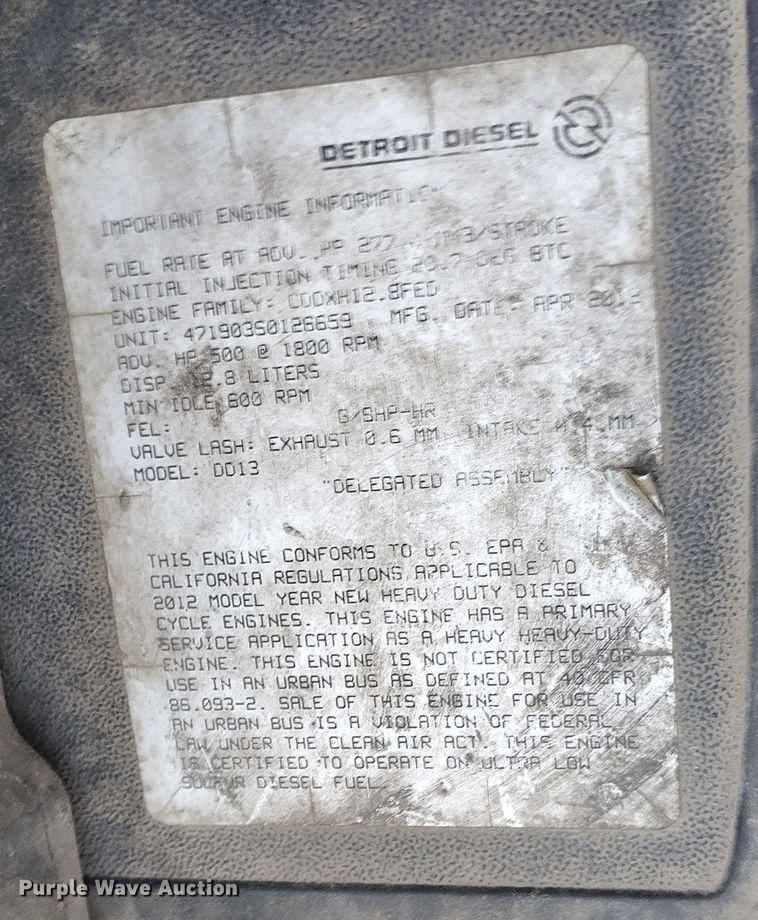 DETROIT DIESEL
IMPORTANT ENGINE INFORMATION
FUEL RATE AT ADV. HP 277. MM3/STROKE
INITIAL INJECTION TIMING DEG BTC
ENGINE FAMILY: CDDXH12.8FED
UNIT: 471903S0126659 MFG. DATE: APR 2012
ADV. HP 500 @ 1800 RPM
DISP 12.8 LITERS
MIN IDLE 600 RPM
FEL: G/BHP-HR
VALVE LASH: EXHAUST 0.6 MM INTAKE 0.4 MM
MODEL: DD13
"DELEGATED ASSEMBLY"
THIS ENGINE CONFORMS TO U.S. EPA &
CALIFORNIA REGULATIONS APPLICABLE TO
2012 MODEL YEAR NEW HEAVY DUTY DIESEL
CYCLE ENGINES. THIS ENGINE HAS A PRIMARY
SERVICE APPLICATION AS A HEAVY HEAVY-DUTY
ENGINE. THIS ENGINE IS NOT CERTIFIED FOR
USE IN AN URBAN BUS AS DEFINED AT 40 CFR
86.093-2. SALE OF THIS ENGINE FOR USE IN
AN URBAN BUS IS A VIOLATION OF FEDERAL
LAW UNDER THE CLEAN AIR ACT. THIS ENGINE
IS CERTIFIED TO OPERATE ON ULTRA LOW
SULFUR DIESEL FUEL.
Purple Wave Auction